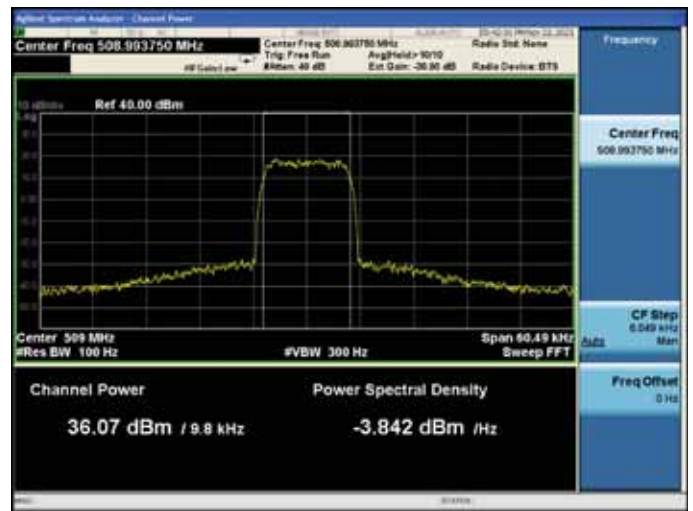 Agilent Spectrum Analyzer - Channel Power
Center Freq 508.993750 MHz
Center Freq: 508.993750 MHz
Trig: Free Run
Avg|Hold:> 10/10
#Atten: 40 dB
Radio Std: None
Radio Device: BTS
Frequency
10 dB/div
Ref 40.00 dBm
Log
Center Freq
508.993750 MHz
Center 509 MHz
Span 60.49 kHz
#Res BW 100 Hz
#VBW 300 Hz
Sweep FFT
CF Step
6.049 kHz
Auto
Man
Channel Power
Power Spectral Density
36.07 dBm / 9.8 kHz
-3.842 dBm /Hz
Freq Offset
0 Hz